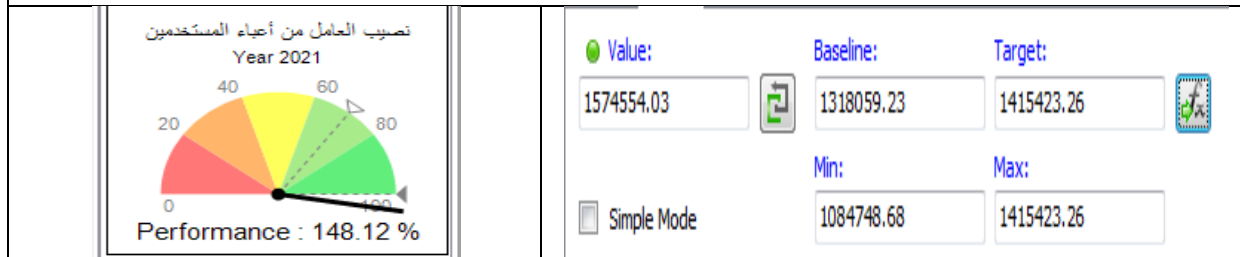 نصيب العامل من أعباء المستخدمين
Year 2021
0
20
40
60
80
100
Performance : 148.12 %
Value:
Baseline:
Target:
1574554.03
1318059.23
1415423.26
Min:
Max:
Simple Mode
1084748.68
1415423.26